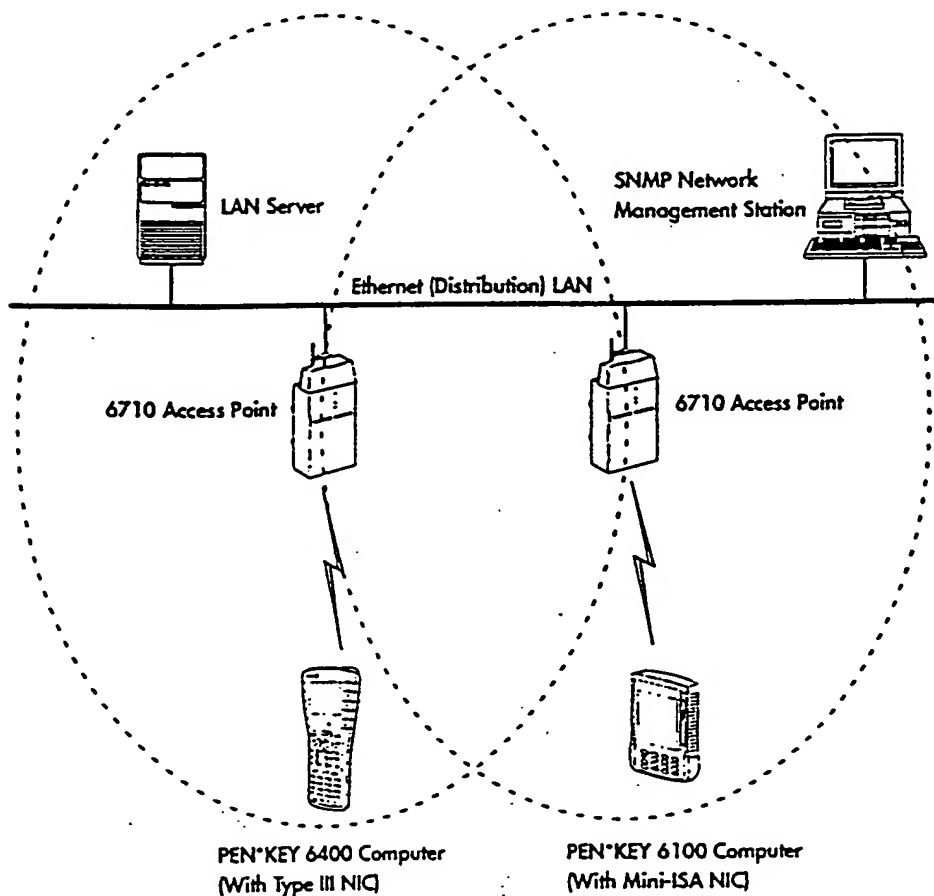 LAN Server
SNMP Network
Management Station
Ethernet (Distribution) LAN
6710 Access Point
6710 Access Point
PEN*KEY 6400 Computer
(With Type III NIC)
PEN*KEY 6100 Computer
(With Mini-ISA NIC)